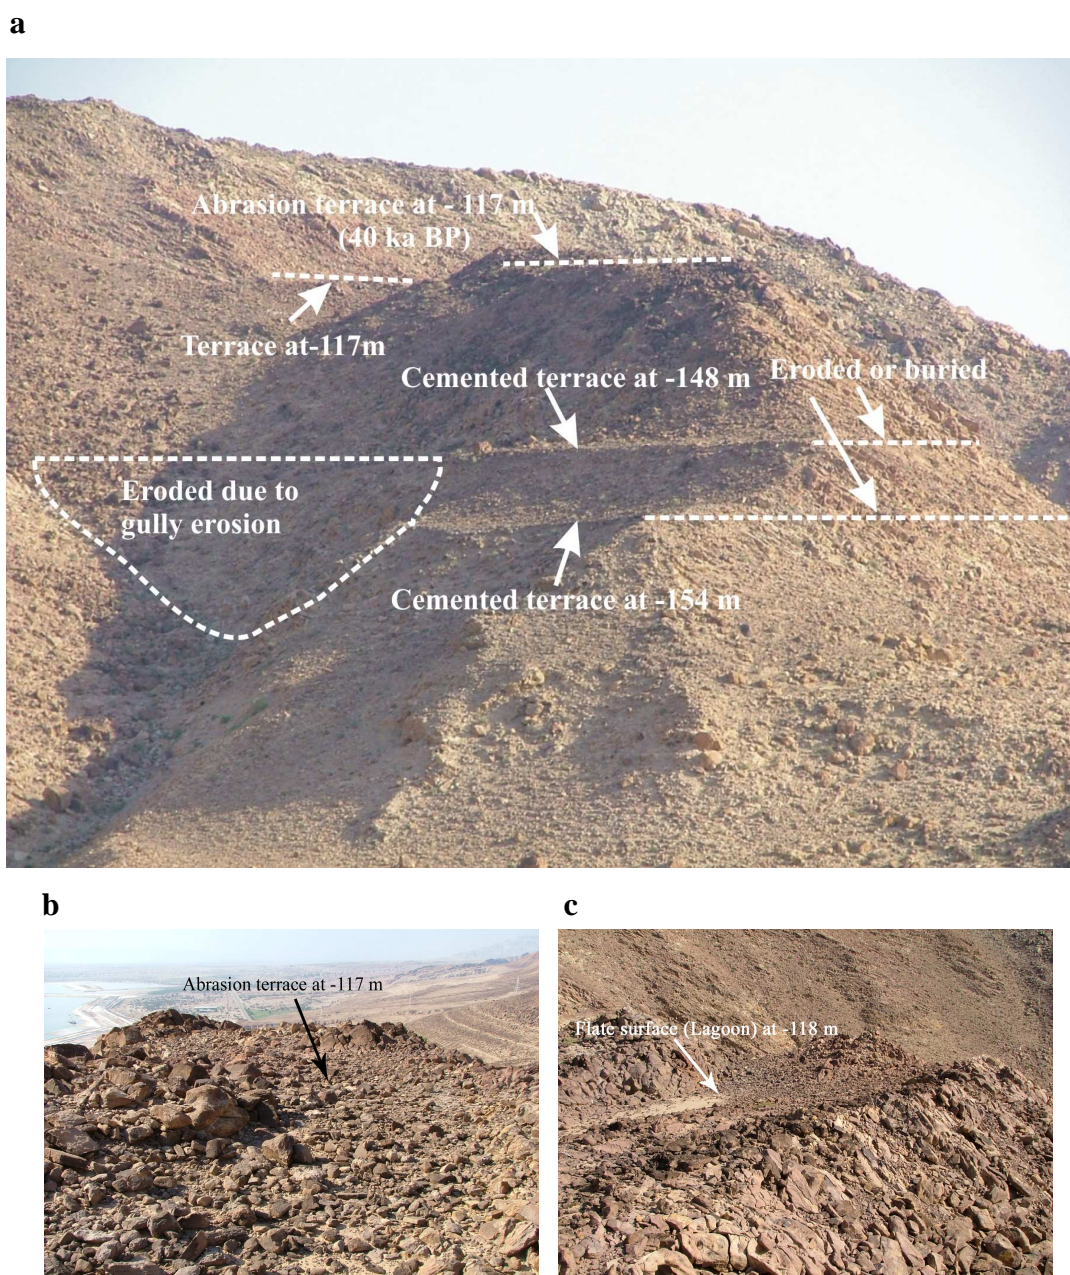 a
Abrasion terrace at - 117 m
(40 ka BP)
Terrace at-117m
Cemented terrace at -148 m
Eroded or buried
Eroded due to
gully erosion
Cemented terrace at -154 m
b
c
Abrasion terrace at -117 m
Flate surface (Lagoon) at -118 m